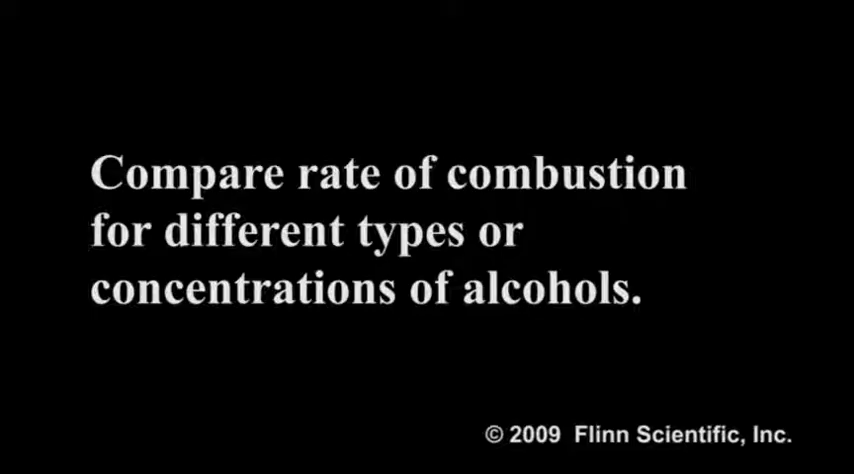 Compare rate of combustion
for different types or
concentrations of alcohols.
© 2009 Flinn Scientific, Inc.